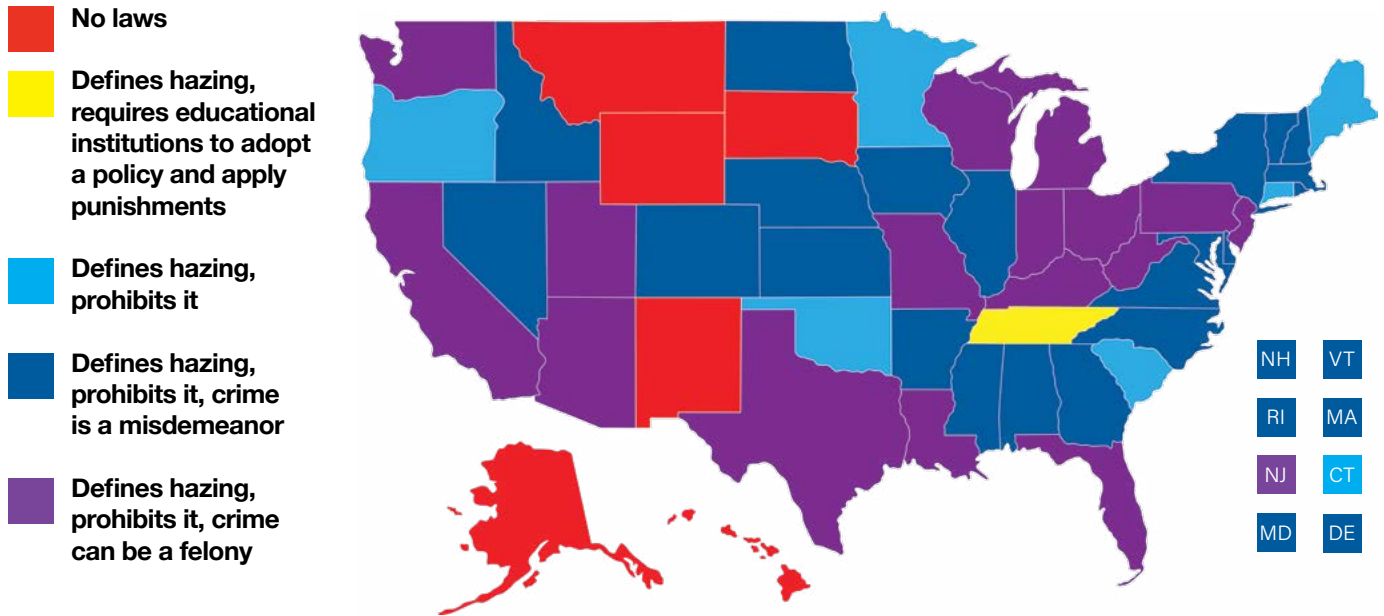 No laws
Defines hazing,
requires educational
institutions to adopt
a policy and apply
punishments
Defines hazing,
prohibits it
Defines hazing,
prohibits it, crime
is a misdemeanor
Defines hazing,
prohibits it, crime
can be a felony
NH VT
RI MA
NJ CT
MD DE